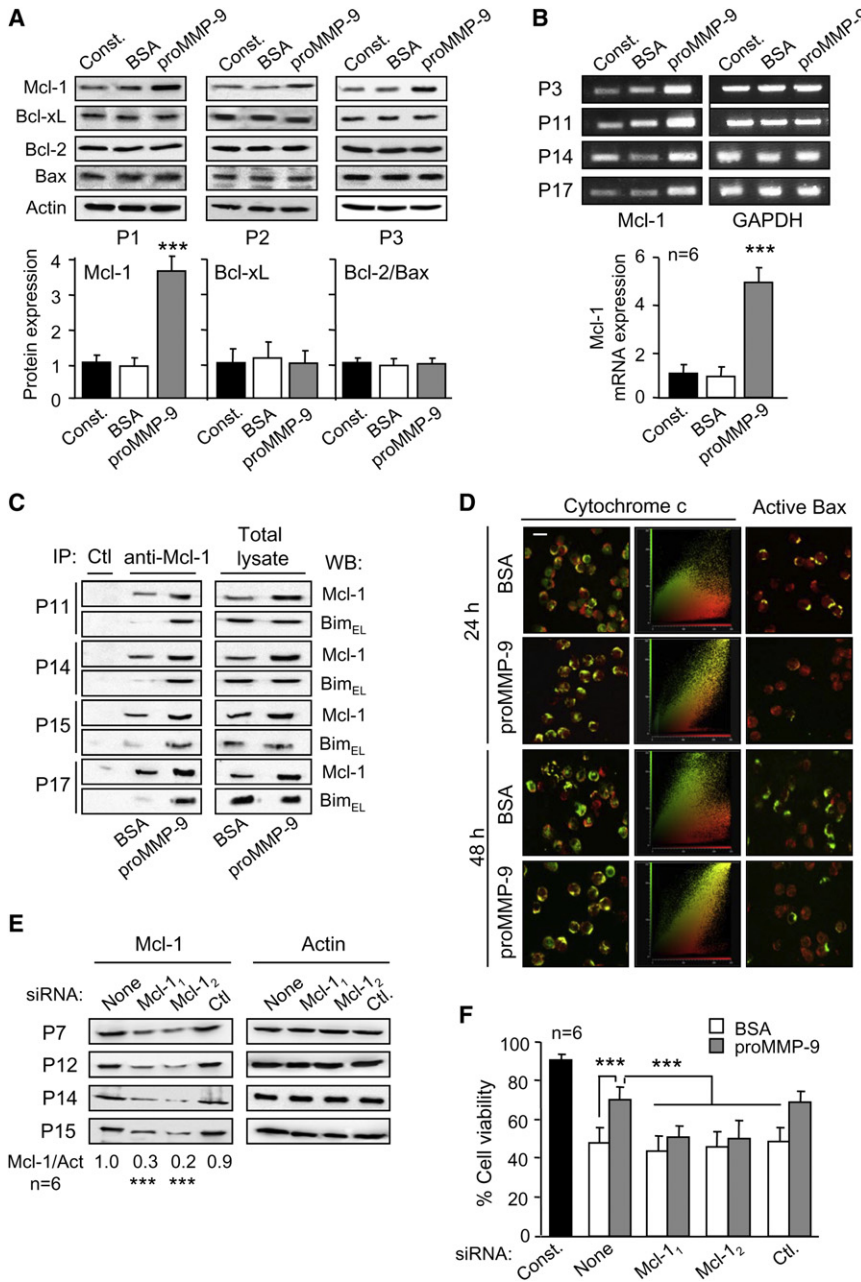 A
Const. BSA proMMP-9 Const. BSA proMMP-9 Const. BSA proMMP-9
Mcl-1
Bcl-xL
Bcl-2
Bax
Actin
P1 P2 P3
Protein expression
4
3
2
1
0
Mcl-1
***
Bcl-xL
Bcl-2/Bax
Const. BSA proMMP-9 Const. BSA proMMP-9 Const. BSA proMMP-9
B
Const. BSA proMMP-9 Const. BSA proMMP-9
P3
P11
P14
P17
Mcl-1 GAPDH
Mcl-1
mRNA expression
6
4
2
0
n=6
***
Const. BSA proMMP-9
C
IP: Ctl anti-Mcl-1 Total lysate WB:
P11 Mcl-1
BimEL
P14 Mcl-1
BimEL
P15 Mcl-1
BimEL
P17 Mcl-1
BimEL
BSA proMMP-9 BSA proMMP-9
D
Cytochrome c Active Bax
24 h
BSA
proMMP-9
48 h
BSA
proMMP-9
E
Mcl-1 Actin
siRNA: None Mcl-1₁ Mcl-1₂ Ctl None Mcl-1₁ Mcl-1₂ Ctl.
P7
P12
P14
P15
Mcl-1/Act 1.0 0.3 0.2 0.9
n=6 *** ***
F
% Cell viability
100
80
60
40
20
0
n=6
*** ***
BSA
proMMP-9
siRNA: Const. None Mcl-1₁ Mcl-1₂ Ctl.